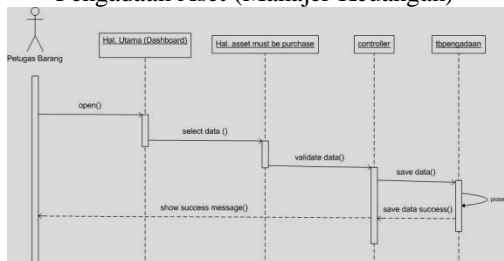 Pengadaan Aset (Manajer Keuangan)
Petugas Barang
Hal. Utama (Dashboard)
Hal. asset must be purchase
controller
tbpengadaan
open()
select data ()
validate data()
save data()
prose
show success message()
save data success()